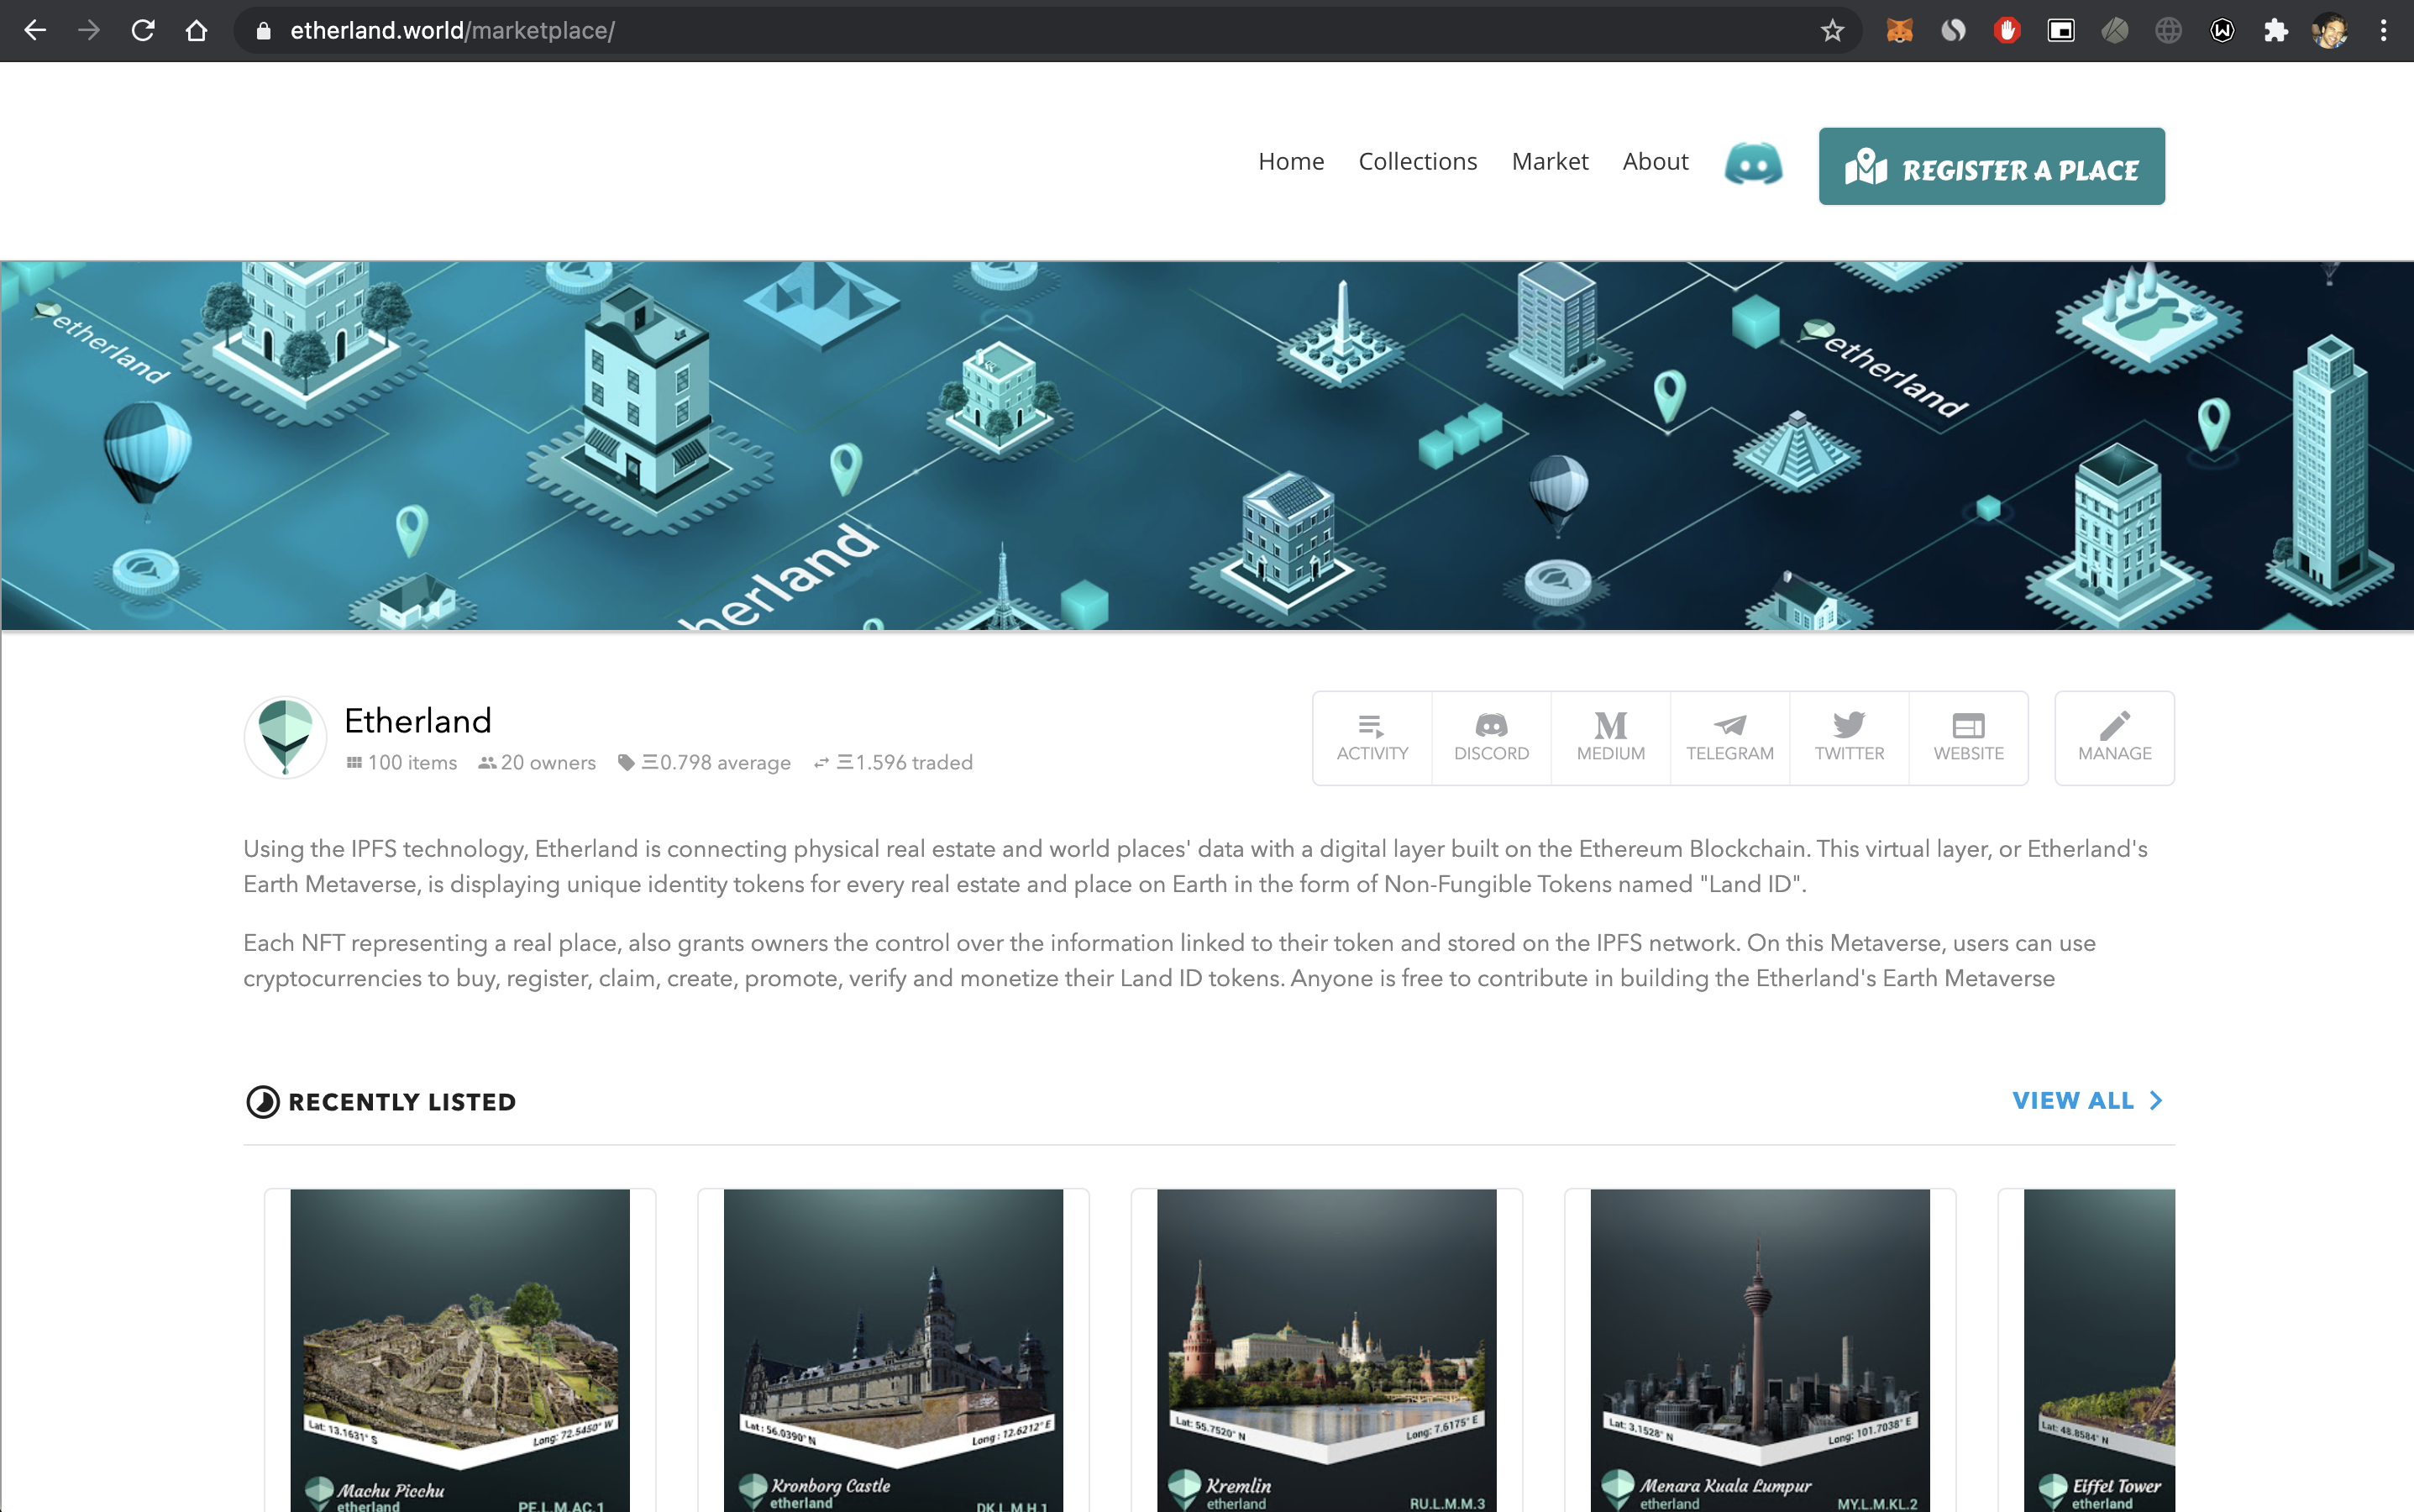 etherland.world/marketplace/
Home Collections Market About REGISTER A PLACE
etherland
etherland
herland
Etherland
100 items 20 owners Ξ0.798 average Ξ1.596 traded
ACTIVITY DISCORD MEDIUM TELEGRAM TWITTER WEBSITE MANAGE
Using the IPFS technology, Etherland is connecting physical real estate and world places' data with a digital layer built on the Ethereum Blockchain. This virtual layer, or Etherland's
Earth Metaverse, is displaying unique identity tokens for every real estate and place on Earth in the form of Non-Fungible Tokens named "Land ID".
Each NFT representing a real place, also grants owners the control over the information linked to their token and stored on the IPFS network. On this Metaverse, users can use
cryptocurrencies to buy, register, claim, create, promote, verify and monetize their Land ID tokens. Anyone is free to contribute in building the Etherland's Earth Metaverse
RECENTLY LISTED VIEW ALL
Lat: 13.1631° S Long: 72.5450° W
Machu Picchu
etherland PE.L.M.AC.1
Lat: 56.0390° N Long: 12.6212° E
Kronborg Castle
etherland DK.L.M.H.1
Lat: 55.7520° N Long: 7.6175° E
Kremlin
etherland RU.L.M.M.3
Lat: 3.1528° N Long: 101.7038° E
Menara Kuala Lumpur
etherland MY.L.M.KL.2
Lat: 48.8584° N
Eiffel Tower
etherland